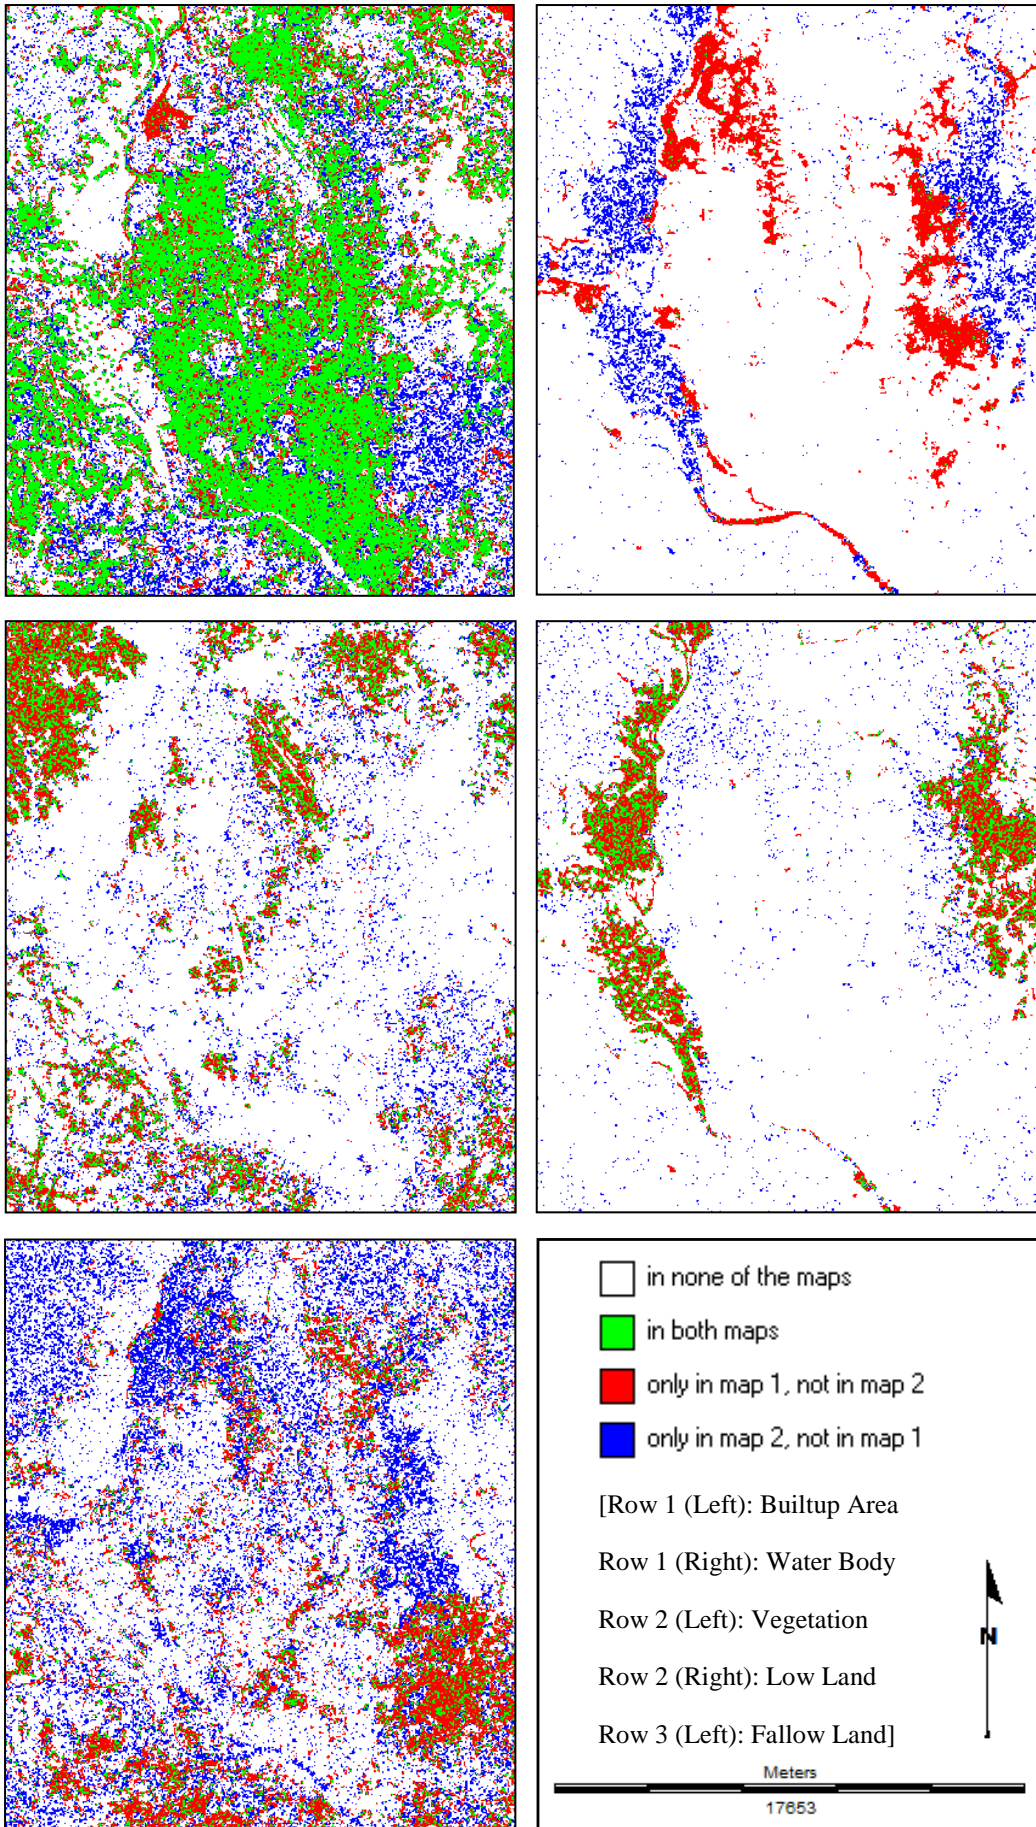 in none of the maps
in both maps
only in map 1, not in map 2
only in map 2, not in map 1
[Row 1 (Left): Builtup Area
Row 1 (Right): Water Body
Row 2 (Left): Vegetation
Row 2 (Right): Low Land
Row 3 (Left): Fallow Land]
N
Meters
17653